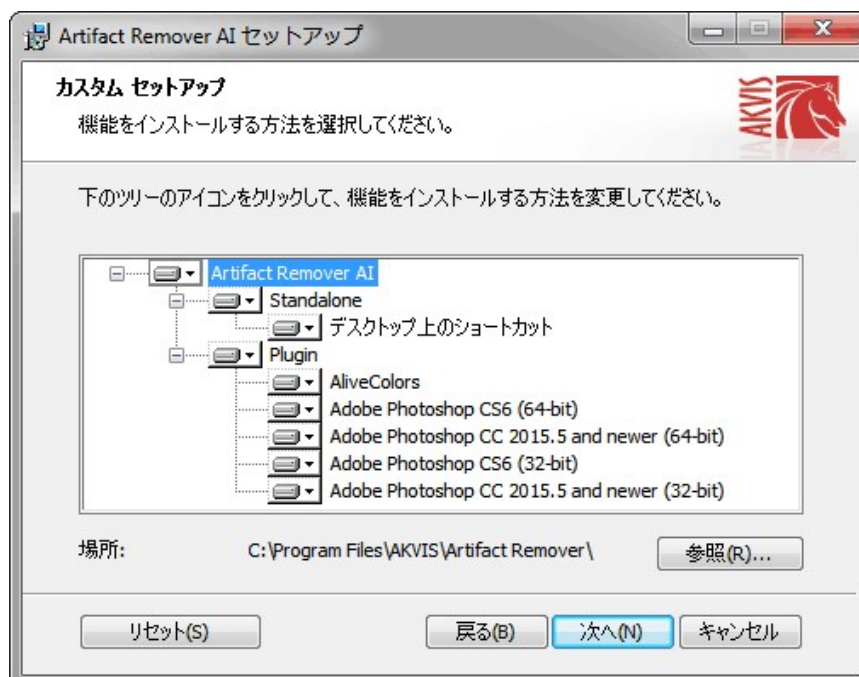 Artifact Remover AI セットアップ
カスタム セットアップ
機能をインストールする方法を選択してください。
AKVIS
下のツリーのアイコンをクリックして、機能をインストールする方法を変更してください。
Artifact Remover AI
Standalone
デスクトップ上のショートカット
Plugin
AliveColors
Adobe Photoshop CS6 (64-bit)
Adobe Photoshop CC 2015.5 and newer (64-bit)
Adobe Photoshop CS6 (32-bit)
Adobe Photoshop CC 2015.5 and newer (32-bit)
場所: C:\Program Files\AKVIS\Artifact Remover\ 参照(R)...
リセット(S) 戻る(B) 次へ(N) キャンセル